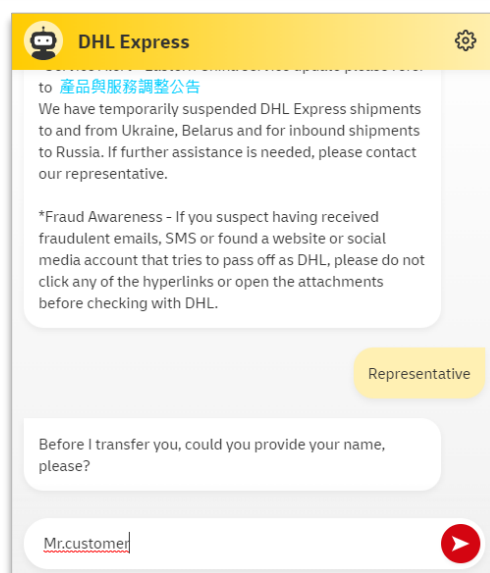 DHL Express
to 產品與服務調整公告
We have temporarily suspended DHL Express shipments
to and from Ukraine, Belarus and for inbound shipments
to Russia. If further assistance is needed, please contact
our representative.
*Fraud Awareness - If you suspect having received
fraudulent emails, SMS or found a website or social
media account that tries to pass off as DHL, please do not
click any of the hyperlinks or open the attachments
before checking with DHL.
Representative
Before I transfer you, could you provide your name,
please?
Mr.customer